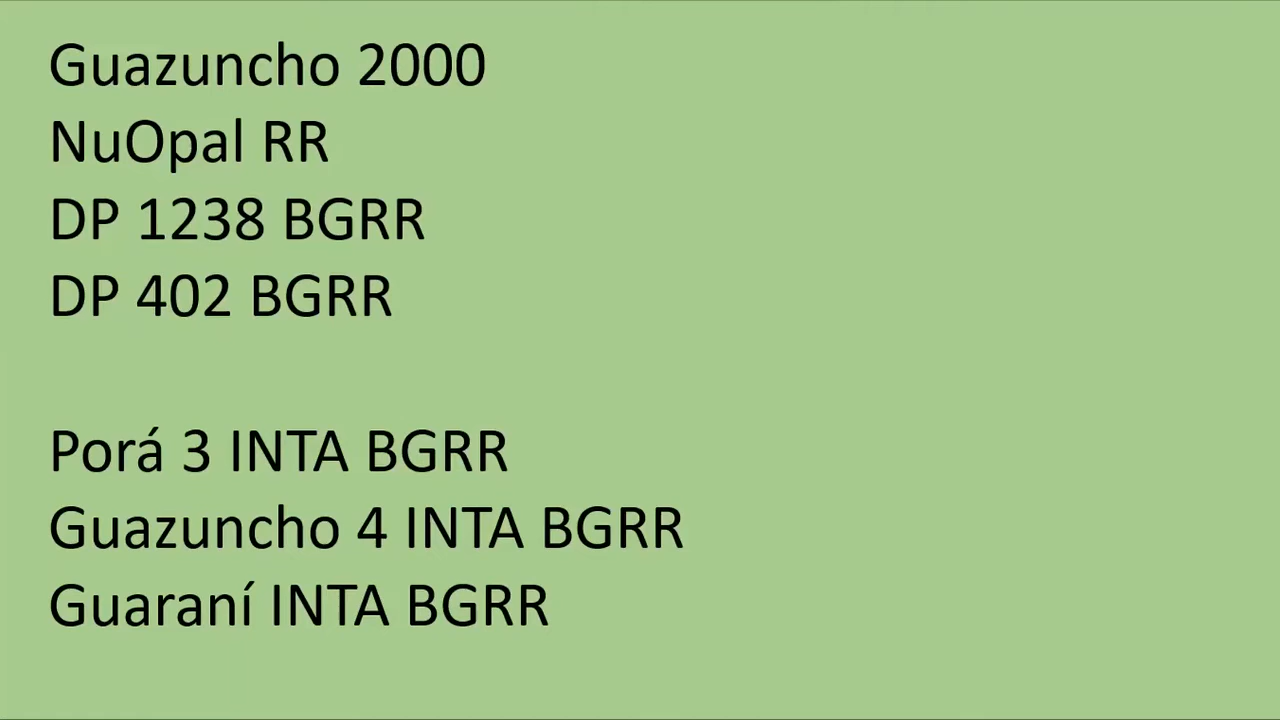 Guazuncho 2000
NuOpal RR
DP 1238 BGRR
DP 402 BGRR
Porá 3 INTA BGRR
Guazuncho 4 INTA BGRR
Guaraní INTA BGRR